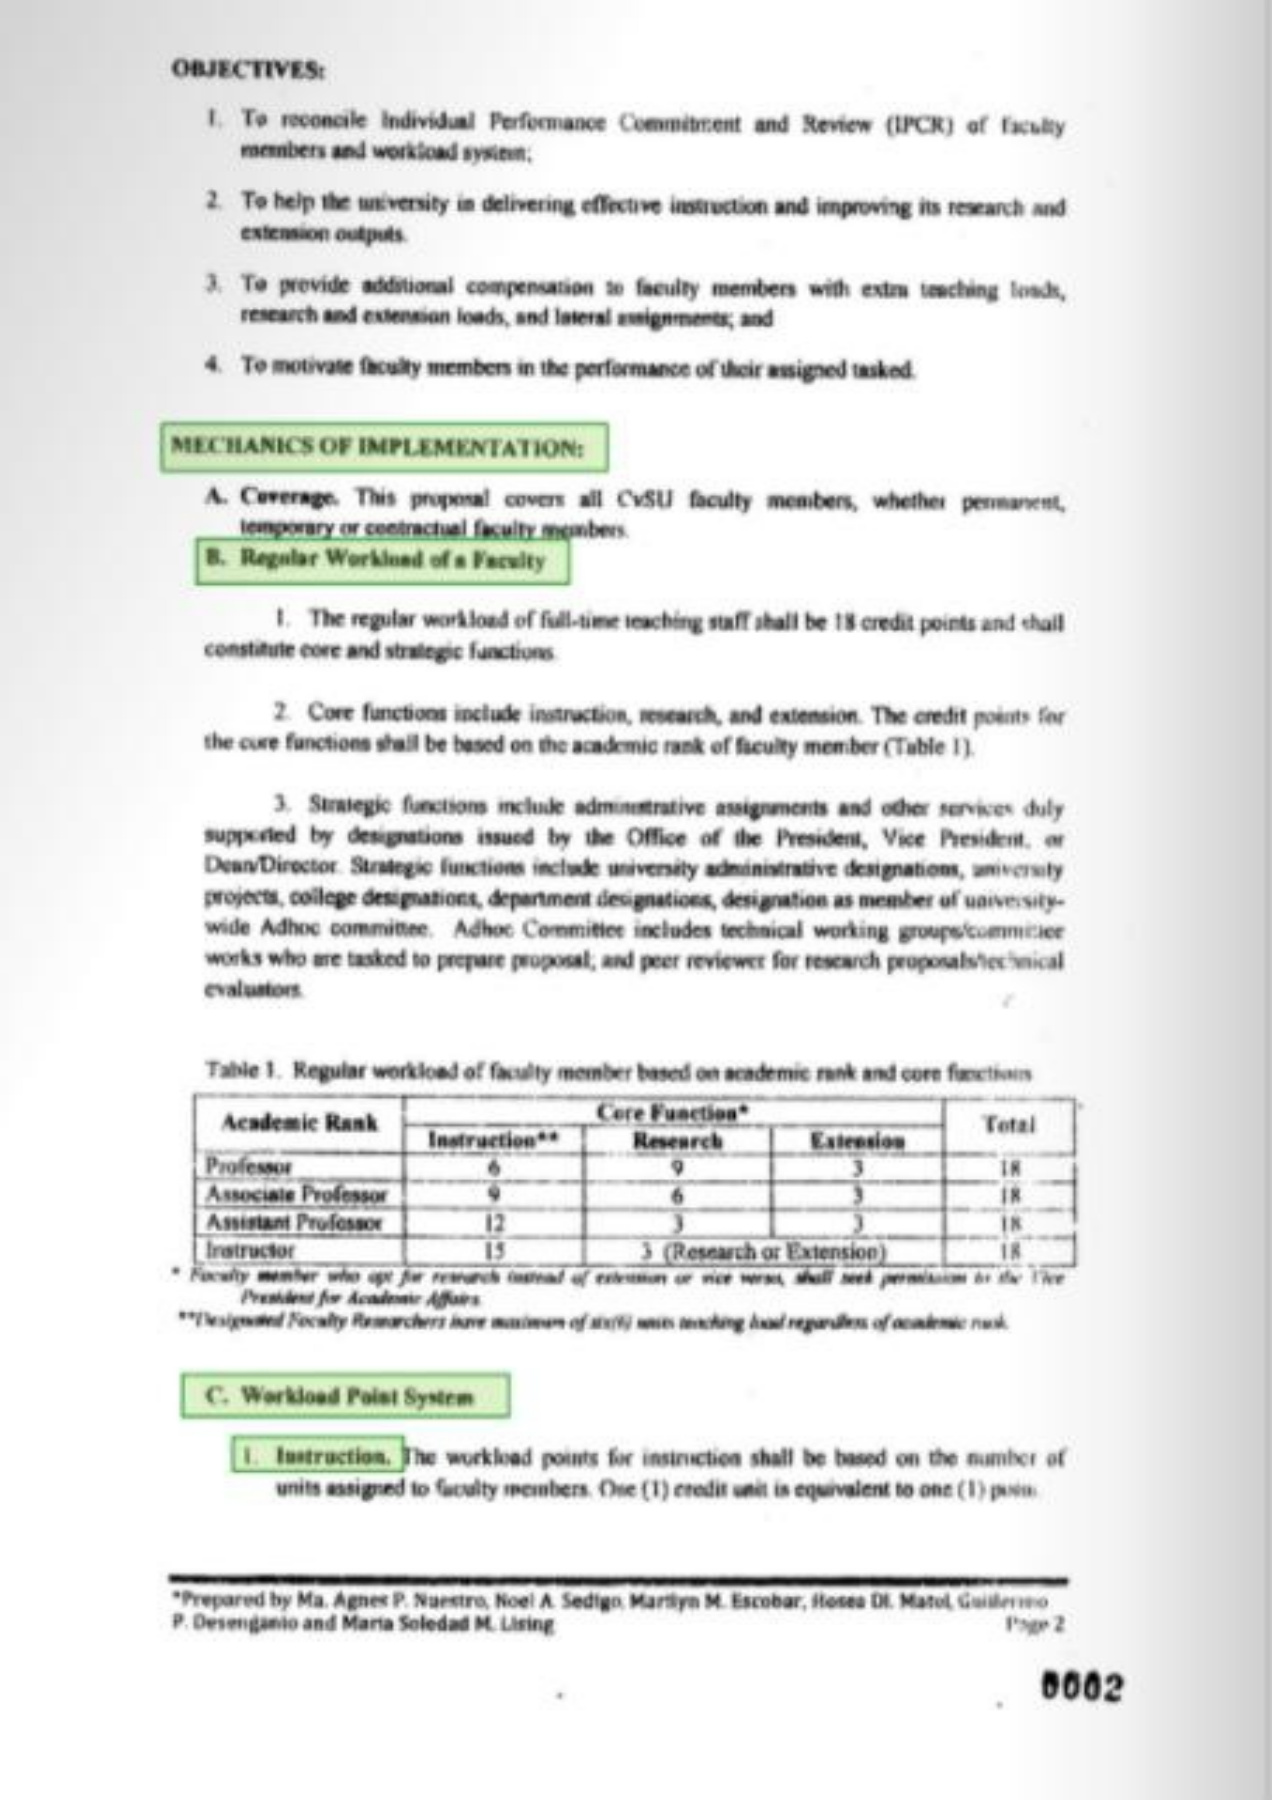 OBJECTIVES:
1. To reconcile Individual Performance Commitment and Review (IPCR) of faculty
members and workload system;
2. To help the university in delivering effective instruction and improving its research and
extension outputs.
3. To provide additional compensation to faculty members with extra teaching loads,
research and extension loads, and lateral assignments; and
4. To motivate faculty members in the performance of their assigned tasked.
MECHANICS OF IMPLEMENTATION:
A. Coverage. This proposal covers all CvSU faculty members, whether permanent,
temporary or contractual faculty members.
B. Regular Workload of a Faculty
1. The regular workload of full-time teaching staff shall be 18 credit points and shall
constitute core and strategic functions.
2. Core functions include instruction, research, and extension. The credit points for
the core functions shall be based on the academic rank of faculty member (Table 1).
3. Strategic functions include administrative assignments and other services duly
supported by designations issued by the Office of the President, Vice President, or
Dean/Director. Strategic functions include university administrative designations, university
projects, college designations, department designations, designation as member of university-
wide Adhoc committee. Adhoc Committee includes technical working groups/committee
works who are tasked to prepare proposal; and peer reviewer for research proposals/technical
evaluators.
Table 1. Regular workload of faculty member based on academic rank and core functions
Academic Rank Core Function* Total
Instruction** Research Extension
Professor 6 9 3 18
Associate Professor 9 6 3 18
Assistant Professor 12 3 3 18
Instructor 15 3 (Research or Extension) 18
* Faculty member who opt for research instead of extension or vice versa, shall seek permission to the Vice
President for Academic Affairs.
**Designated Faculty Researchers have maximum of six(6) units teaching load regardless of academic rank.
C. Workload Point System
1. Instruction. The workload points for instruction shall be based on the number of
units assigned to faculty members. One (1) credit unit is equivalent to one (1) point.
*Prepared by Ma. Agnes P. Nuestro, Noel A. Sedigo, Marilyn M. Escobar, Hosea Dl. Matel, Guillermo
P. Desenganio and Maria Soledad M. Lising Page 2
0002